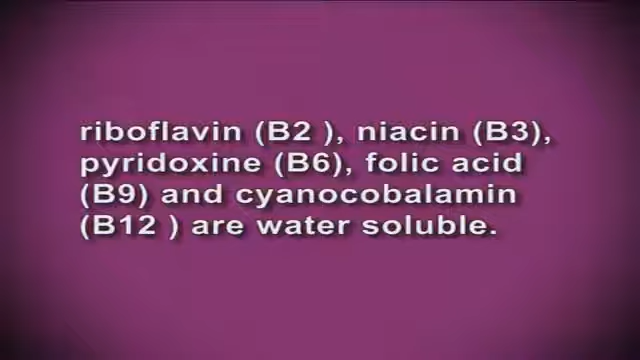 riboflavin (B2 ), niacin (B3),
pyridoxine (B6), folic acid
(B9) and cyanocobalamin
(B12 ) are water soluble.